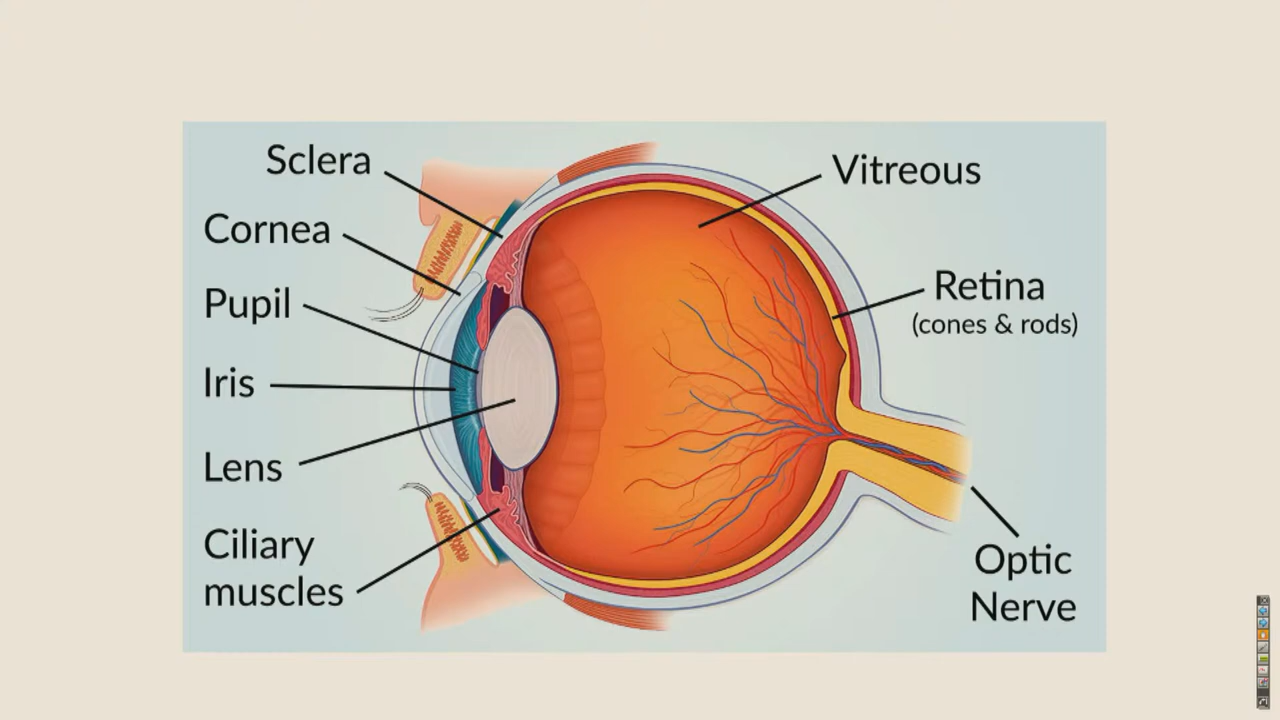 Sclera
Cornea
Pupil
Iris
Lens
Ciliary
muscles
Vitreous
Retina
(cones & rods)
Optic
Nerve